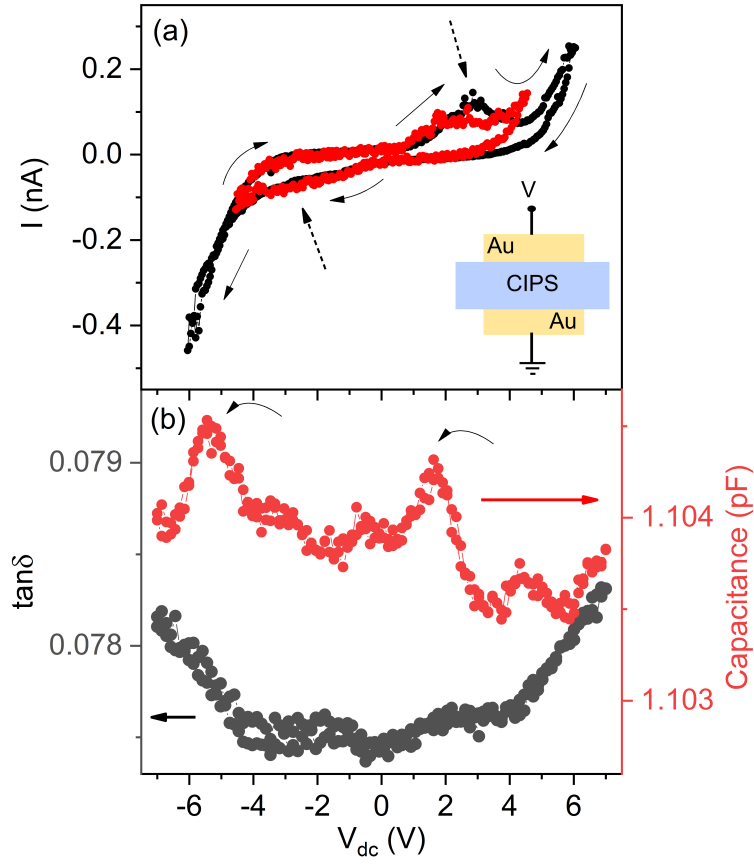 (a)
I (nA)
0.2
0.0
-0.2
-0.4
V
Au
CIPS
Au
(b)
tanδ
0.079
0.078
Capacitance (pF)
1.104
1.103
-6 -4 -2 0 2 4 6
V_dc (V)